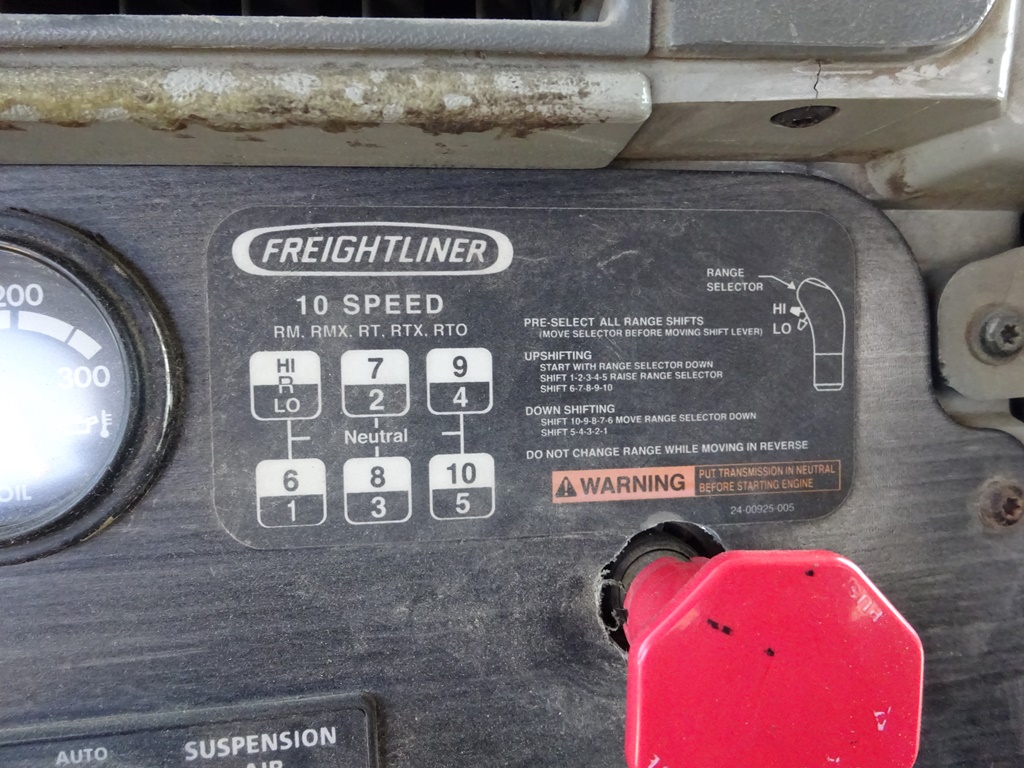 FREIGHTLINER
10 SPEED
RM, RMX, RT, RTX, RTO
HI
R
LO
7
2
9
4
Neutral
6
1
8
3
10
5
RANGE
SELECTOR
HI
LO
PRE-SELECT ALL RANGE SHIFTS
(MOVE SELECTOR BEFORE MOVING SHIFT LEVER)
UPSHIFTING
START WITH RANGE SELECTOR DOWN
SHIFT 1-2-3-4-5 RAISE RANGE SELECTOR
SHIFT 6-7-8-9-10
DOWN SHIFTING
SHIFT 10-9-8-7-6 MOVE RANGE SELECTOR DOWN
SHIFT 5-4-3-2-1
DO NOT CHANGE RANGE WHILE MOVING IN REVERSE
WARNING
PUT TRANSMISSION IN NEUTRAL
BEFORE STARTING ENGINE
24-00925-005
200
300
OIL
AUTO
SUSPENSION
AIR